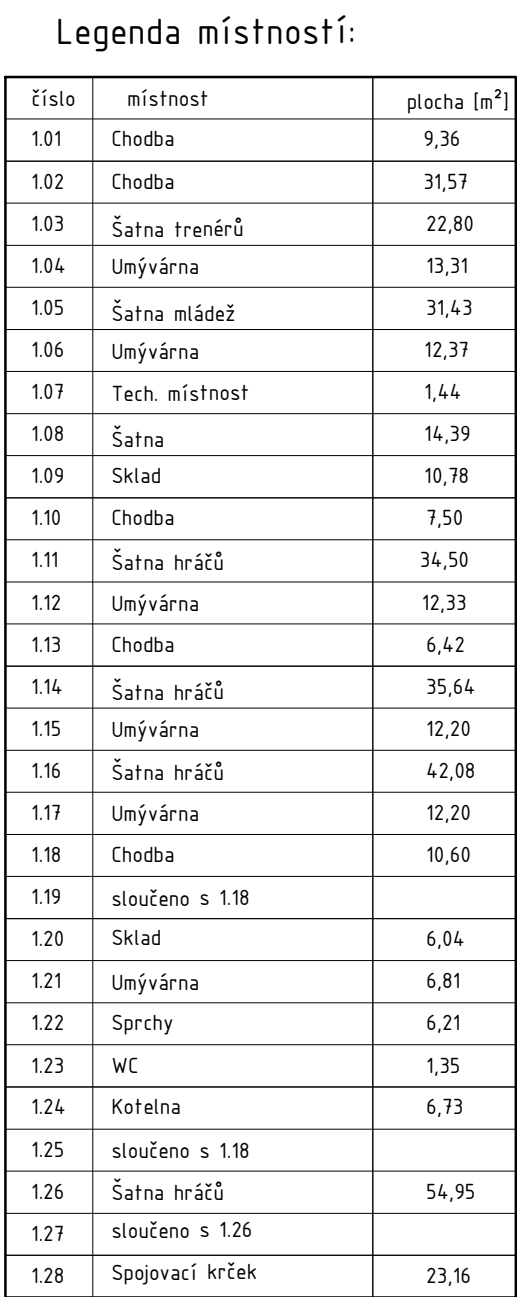 Legenda místností:
číslo místnost plocha [m²]
1.01 Chodba 9,36
1.02 Chodba 31,57
1.03 Šatna trenérů 22,80
1.04 Umývárna 13,31
1.05 Šatna mládež 31,43
1.06 Umývárna 12,37
1.07 Tech. místnost 1,44
1.08 Šatna 14,39
1.09 Sklad 10,78
1.10 Chodba 7,50
1.11 Šatna hráčů 34,50
1.12 Umývárna 12,33
1.13 Chodba 6,42
1.14 Šatna hráčů 35,64
1.15 Umývárna 12,20
1.16 Šatna hráčů 42,08
1.17 Umývárna 12,20
1.18 Chodba 10,60
1.19 sloučeno s 1.18
1.20 Sklad 6,04
1.21 Umývárna 6,81
1.22 Sprchy 6,21
1.23 WC 1,35
1.24 Kotelna 6,73
1.25 sloučeno s 1.18
1.26 Šatna hráčů 54,95
1.27 sloučeno s 1.26
1.28 Spojovací krček 23,16